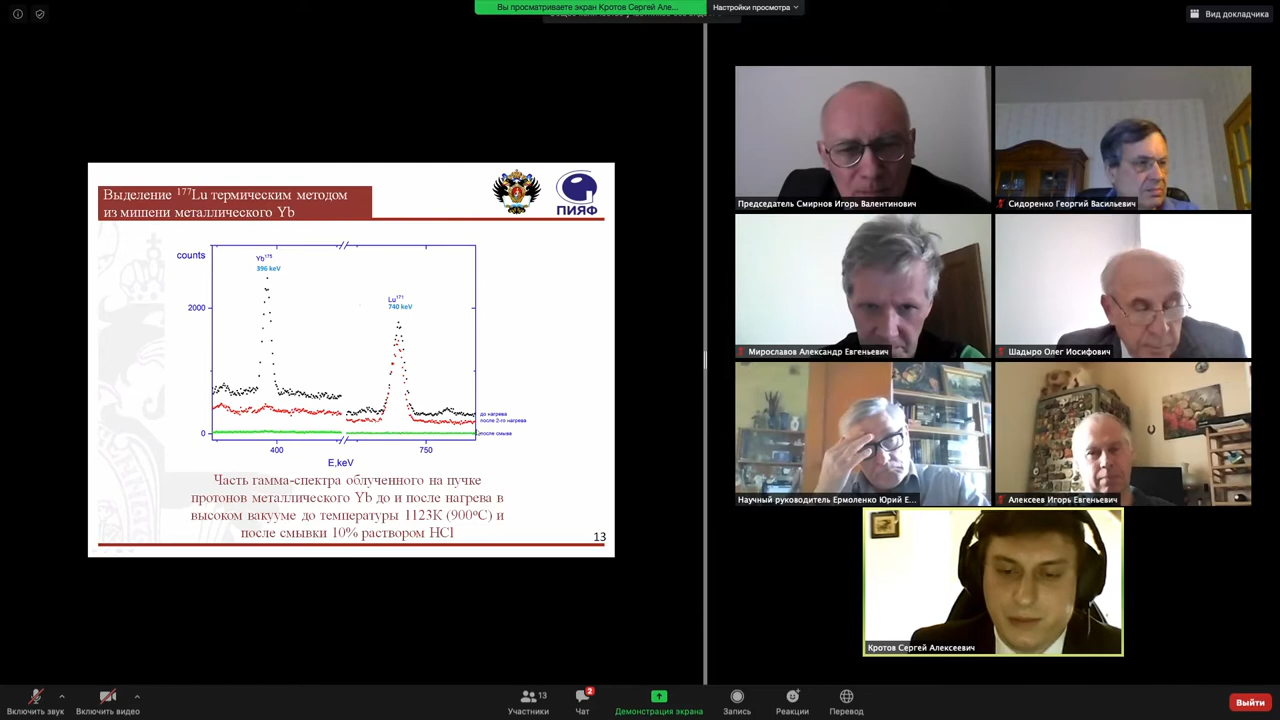 Вы просматриваете экран Кротов Сергей Але...
Настройки просмотра
Вид докладчика
Выделение ¹⁷⁷Lu термическим методом
из мишени металлического Yb
ПИЯФ
counts
Yb¹⁷⁵
396 keV
Lu¹⁷¹
740 keV
2000
0
до нагрева
после 2-го нагрева
после смыва
400
750
E,keV
Часть гамма-спектра облученного на пучке
протонов металлического Yb до и после нагрева в
высоком вакууме до температуры 1123К (900°С) и
после смывки 10% раствором HCl
13
Председатель Смирнов Игорь Валентинович
Сидоренко Георгий Васильевич
Мирославов Александр Евгеньевич
Шадыро Олег Иосифович
Научный руководитель Ермоленко Юрий Е...
Алексеев Игорь Евгеньевич
Кротов Сергей Алексеевич
Включить звук
Включить видео
13
Участники
2
Чат
Демонстрация экрана
Запись
Реакции
Перевод
Выйти